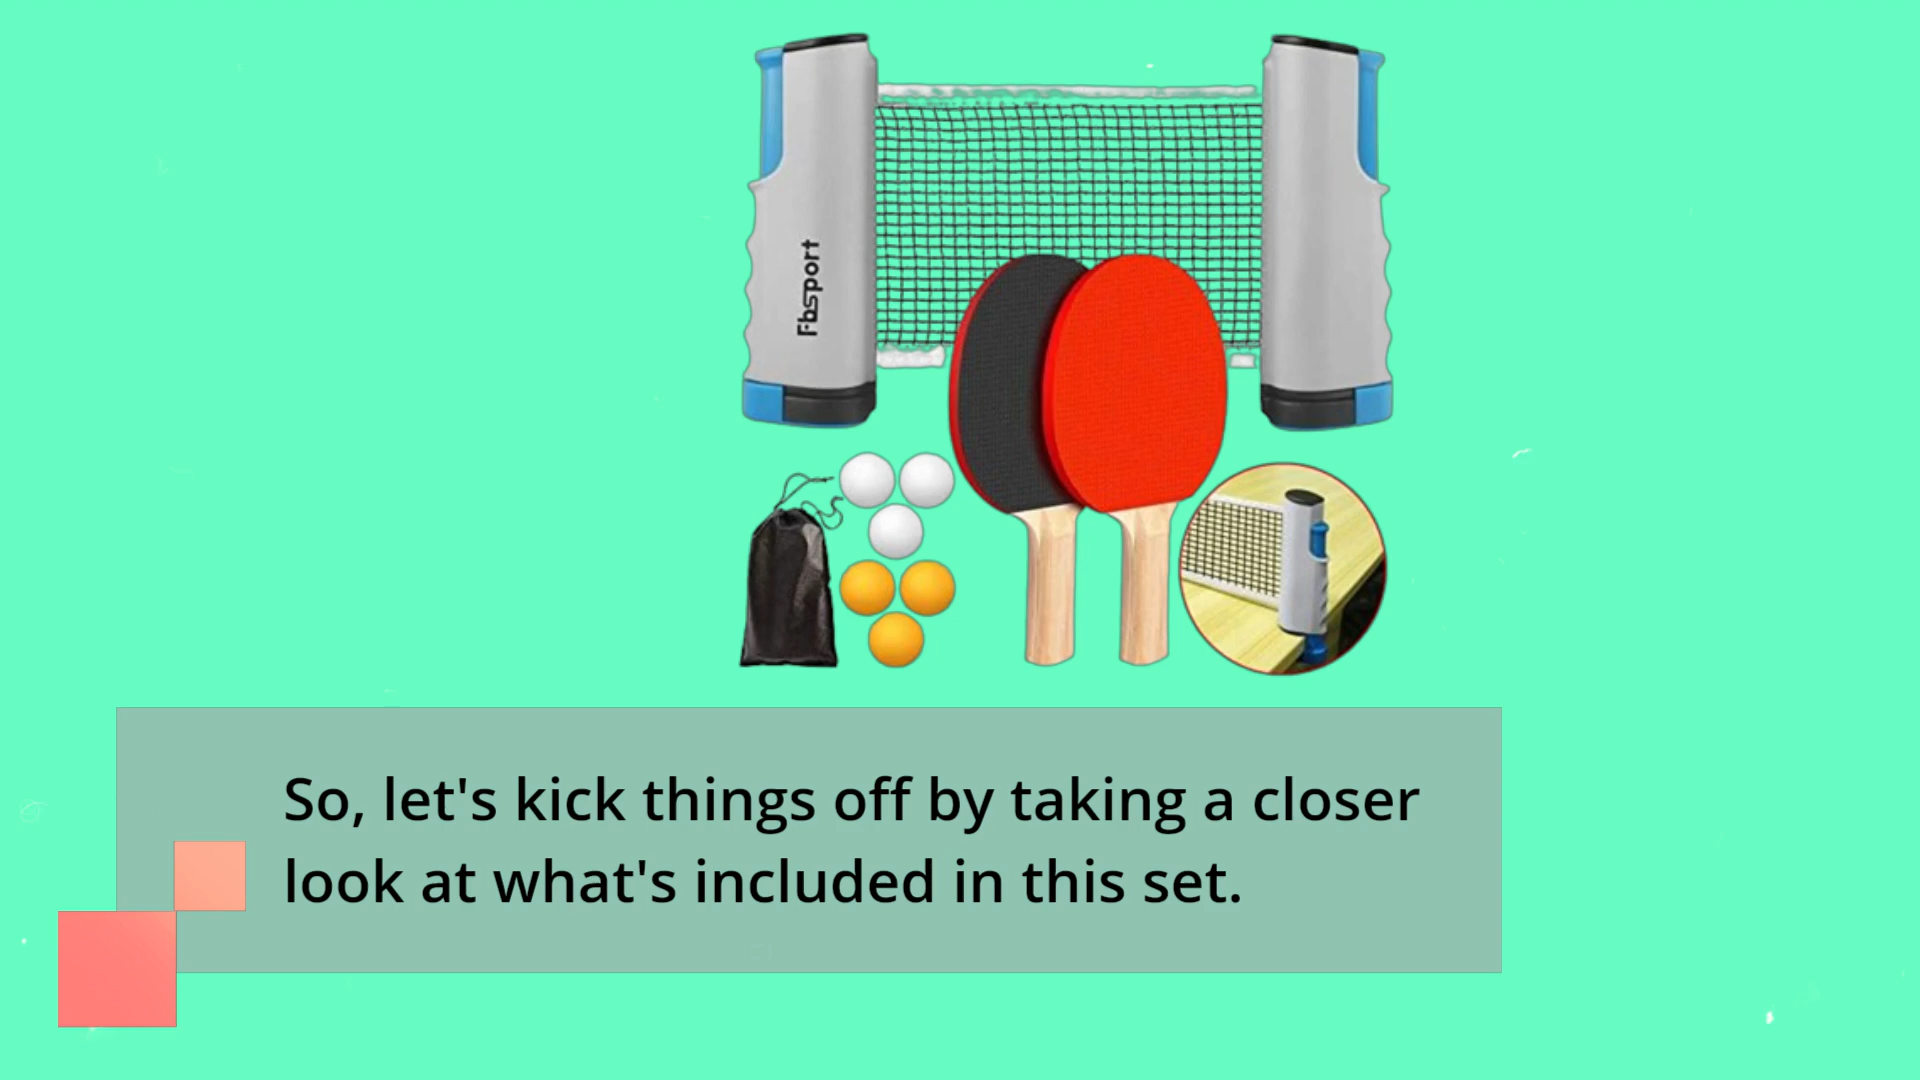 Fbsport
So, let's kick things off by taking a closer
look at what's included in this set.